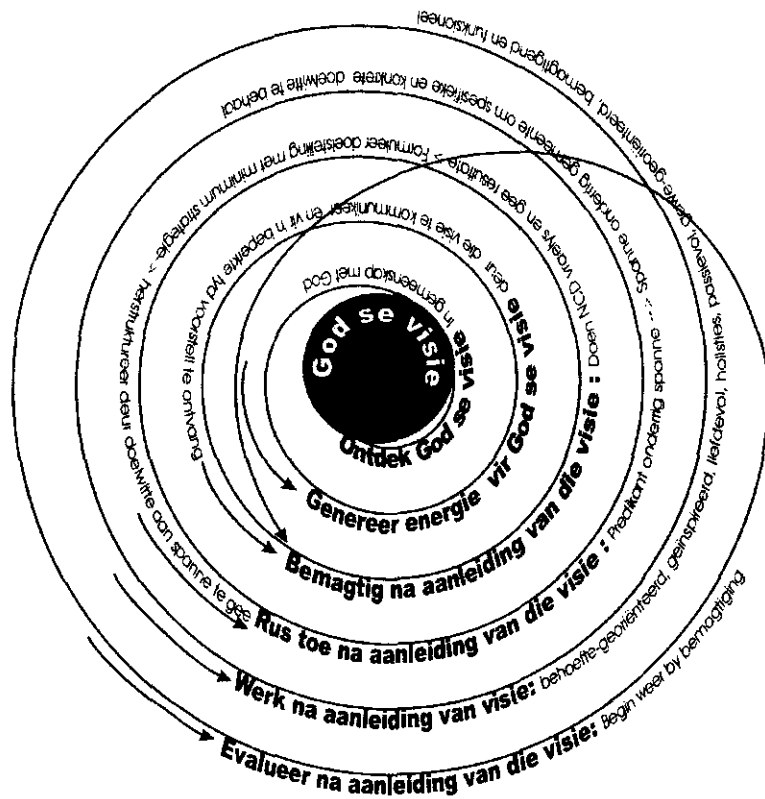 God se visie
Ontdek God se visie in gemeenskap met God
Genereer energie vir God se visie deur die visie te kommunikeer en vir 'n beperkte tyd voorstelle te ontvang
Bemagtig na aanleiding van die visie : Doen NCD vraelys en gee resultate > Formuleer doelstelling met minimum strategie > herstruktureer deur doelwitte aan spanne te gee
Rus toe na aanleiding van die visie : Predikant onderrig spanne ---- Spanne onderrig gemeente om spesifieke en konkrete doelwitte te behaal
Werk na aanleiding van visie: behoefte-georiënteerd, geïnspireerd, liefdevol, holisties, passievol, gawe-georiënteerd, bemagtigend en funksioneel
Evalueer na aanleiding van die visie: Begin weer by bemagtiging